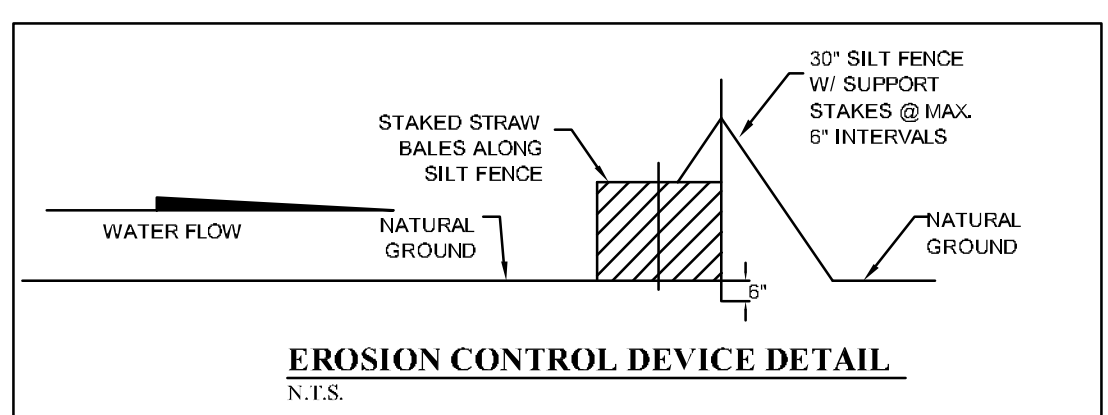 30" SILT FENCE
W/ SUPPORT
STAKES @ MAX.
6" INTERVALS
STAKED STRAW
BALES ALONG
SILT FENCE
WATER FLOW
NATURAL
GROUND
NATURAL
GROUND
6"
EROSION CONTROL DEVICE DETAIL
N.T.S.